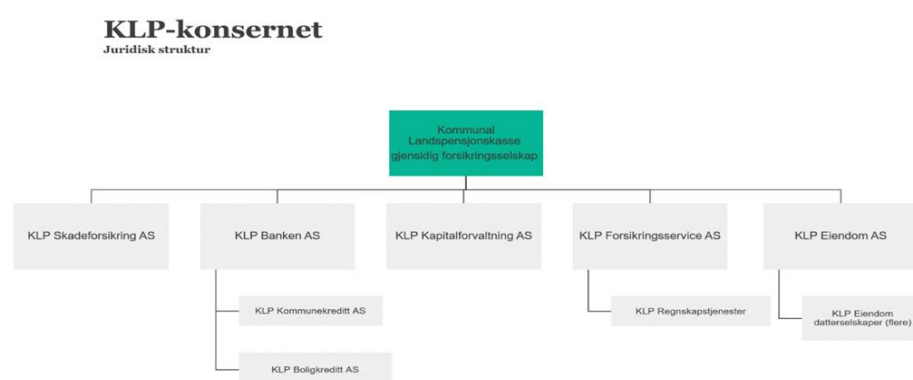 KLP-konsernet
Juridisk struktur
Kommunal
Landspensjonskasse
gjensidig forsikringsselskap
KLP Skadeforsikring AS
KLP Banken AS
KLP Kapitalforvaltning AS
KLP Forsikringsservice AS
KLP Eiendom AS
KLP Kommunekreditt AS
KLP Regnskapstjenester
KLP Eiendom
datterselskaper (flere)
KLP Boligkreditt AS